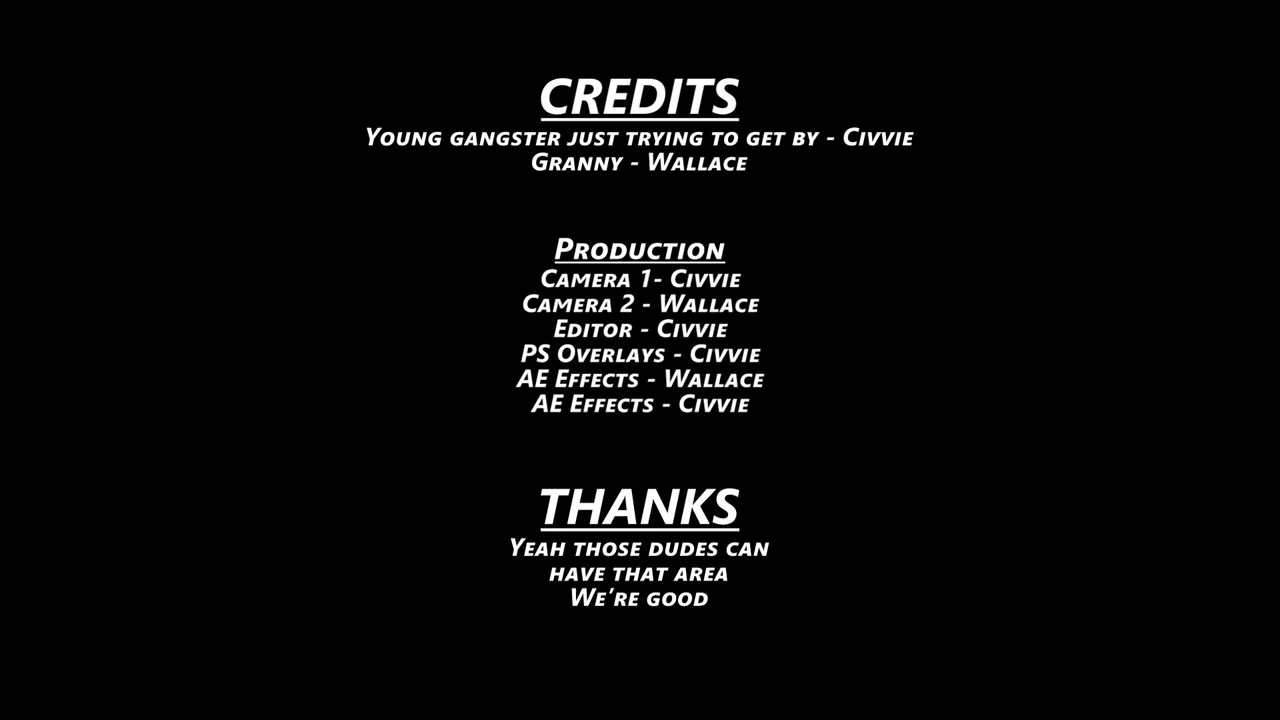 CREDITS
Young gangster just trying to get by - Civvie
Granny - Wallace
Production
Camera 1- Civvie
Camera 2 - Wallace
Editor - Civvie
PS Overlays - Civvie
AE Effects - Wallace
AE Effects - Civvie
THANKS
Yeah those dudes can
have that area
We're good